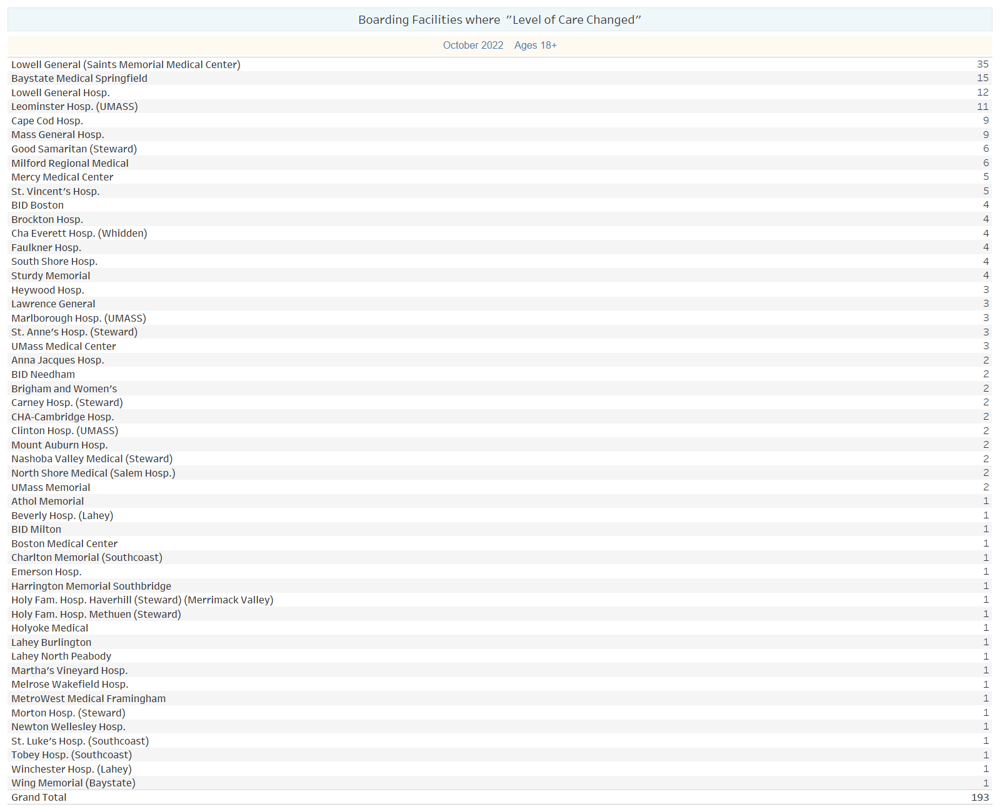 Boarding Facilities where "Level of Care Changed"
October 2022 Ages 18+
Lowell General (Saints Memorial Medical Center) 35
Baystate Medical Springfield 15
Lowell General Hosp. 12
Leominster Hosp. (UMASS) 11
Cape Cod Hosp. 9
Mass General Hosp. 9
Good Samaritan (Steward) 6
Milford Regional Medical 6
Mercy Medical Center 5
St. Vincent's Hosp. 5
BID Boston 4
Brockton Hosp. 4
Cha Everett Hosp. (Whidden) 4
Faulkner Hosp. 4
South Shore Hosp. 4
Sturdy Memorial 4
Heywood Hosp. 3
Lawrence General 3
Marlborough Hosp. (UMASS) 3
St. Anne's Hosp. (Steward) 3
UMass Medical Center 3
Anna Jacques Hosp. 2
BID Needham 2
Brigham and Women's 2
Carney Hosp. (Steward) 2
CHA-Cambridge Hosp. 2
Clinton Hosp. (UMASS) 2
Mount Auburn Hosp. 2
Nashoba Valley Medical (Steward) 2
North Shore Medical (Salem Hosp.) 2
UMass Memorial 2
Athol Memorial 1
Beverly Hosp. (Lahey) 1
BID Milton 1
Boston Medical Center 1
Charlton Memorial (Southcoast) 1
Emerson Hosp. 1
Harrington Memorial Southbridge 1
Holy Fam. Hosp. Haverhill (Steward) (Merrimack Valley) 1
Holy Fam. Hosp. Methuen (Steward) 1
Holyoke Medical 1
Lahey Burlington 1
Lahey North Peabody 1
Martha's Vineyard Hosp. 1
Melrose Wakefield Hosp. 1
MetroWest Medical Framingham 1
Morton Hosp. (Steward) 1
Newton Wellesley Hosp. 1
St. Luke's Hosp. (Southcoast) 1
Tobey Hosp. (Southcoast) 1
Winchester Hosp. (Lahey) 1
Wing Memorial (Baystate) 1
Grand Total 193